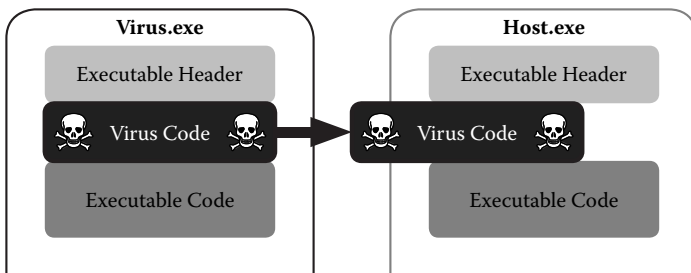 Virus.exe
Executable Header
Virus Code
Executable Code
Host.exe
Executable Header
Virus Code
Executable Code